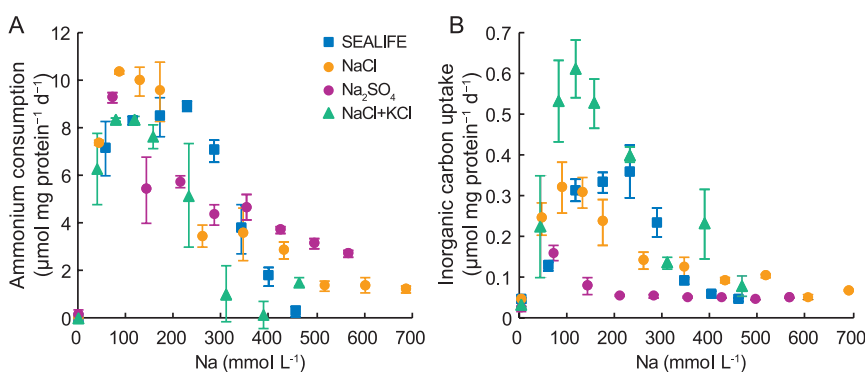 A
Ammonium consumption
(µmol mg protein⁻¹ d⁻¹)
14
12
10
8
6
4
2
0
0 100 200 300 400 500 600 700
Na (mmol L⁻¹)
SEALIFE
NaCl
Na₂SO₄
NaCl+KCl
B
Inorganic carbon uptake
(µmol mg protein⁻¹ d⁻¹)
0.7
0.6
0.5
0.4
0.3
0.2
0.1
0
0 100 200 300 400 500 600 700
Na (mmol L⁻¹)